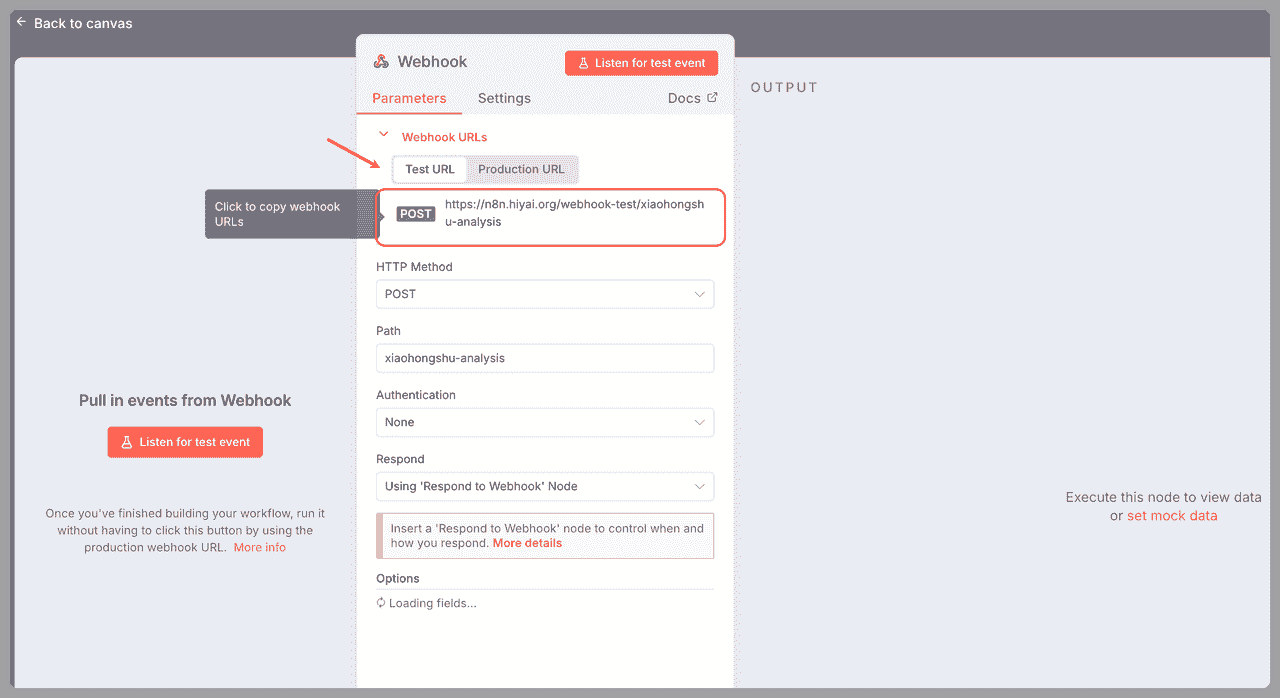 Back to canvas
Webhook
Listen for test event
Parameters
Settings
Docs
OUTPUT
Webhook URLs
Test URL
Production URL
Click to copy webhook
URLs
POST
https://n8n.hiyai.org/webhook-test/xiaohongsh
u-analysis
HTTP Method
POST
Path
xiaohongshu-analysis
Authentication
None
Respond
Using 'Respond to Webhook' Node
Insert a 'Respond to Webhook' node to control when and
how you respond. More details
Options
Loading fields...
Pull in events from Webhook
Listen for test event
Once you've finished building your workflow, run it
without having to click this button by using the
production webhook URL. More info
Execute this node to view data
or set mock data